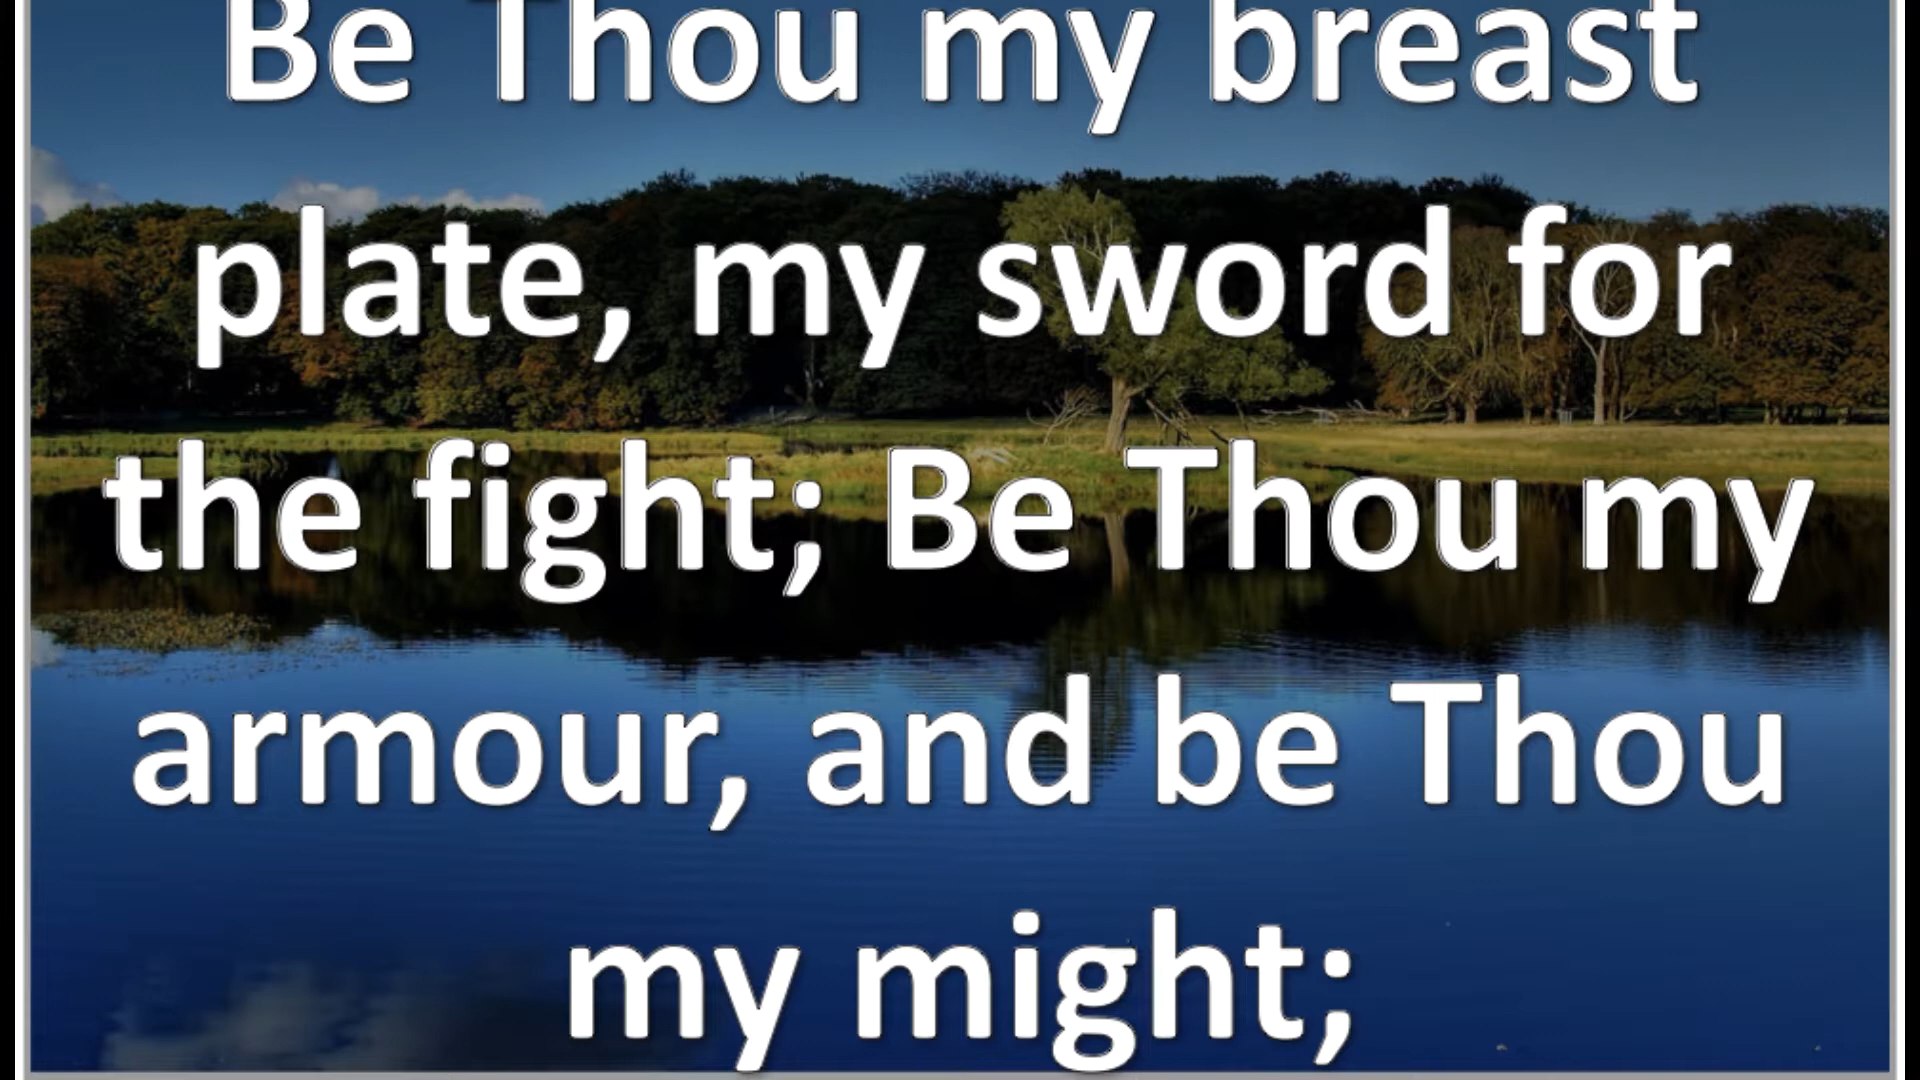 Be Thou my breast
plate, my sword for
the fight; Be Thou my
armour, and be Thou
my might;